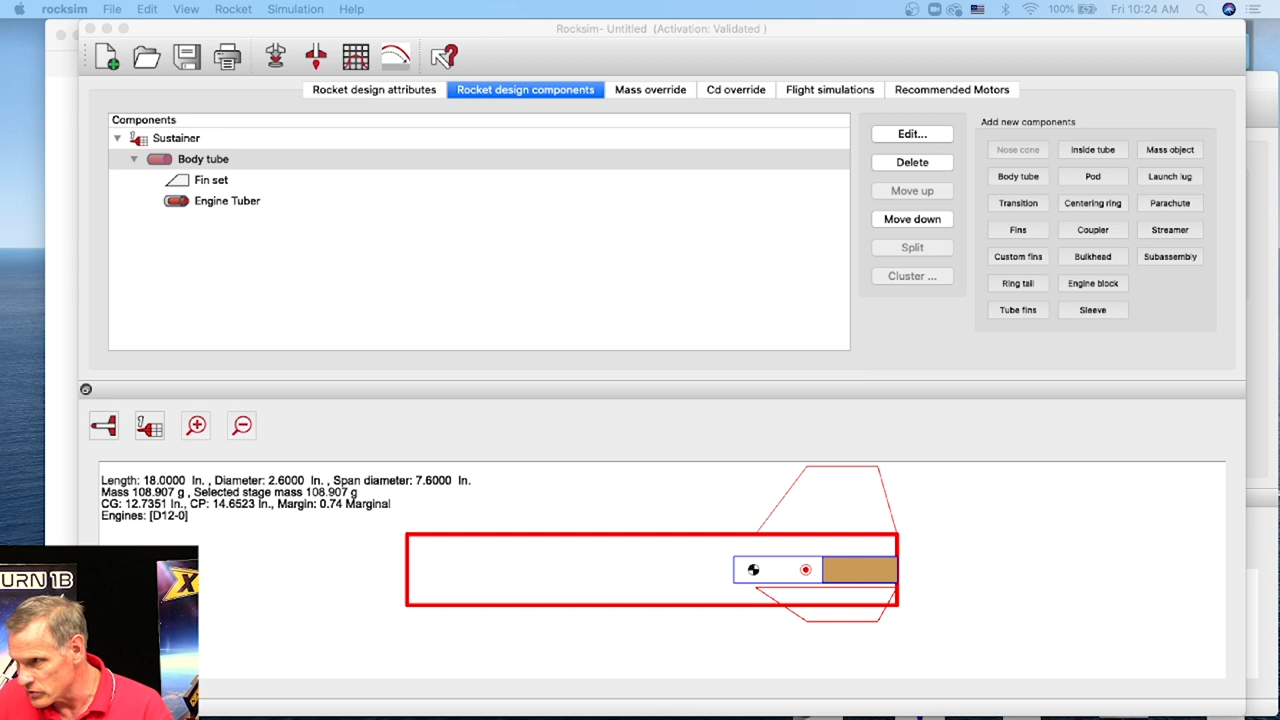 rocksim File Edit View Rocket Simulation Help 100% Fri 10:24 AM
Rocksim- Untitled (Activation: Validated )
Rocket design attributes Rocket design components Mass override Cd override Flight simulations Recommended Motors
Components
Sustainer
Body tube
Fin set
Engine Tuber
Edit...
Delete
Move up
Move down
Split
Cluster ...
Add new components
Nose cone Inside tube Mass object
Body tube Pod Launch lug
Transition Centering ring Parachute
Fins Coupler Streamer
Custom fins Bulkhead Subassembly
Ring tail Engine block
Tube fins Sleeve
Length: 18.0000 In. , Diameter: 2.6000 In. , Span diameter: 7.6000 In.
Mass 108.907 g , Selected stage mass 108.907 g
CG: 12.7351 In., CP: 14.6523 In., Margin: 0.74 Marginal
Engines: [D12-0]
URN 1B
X